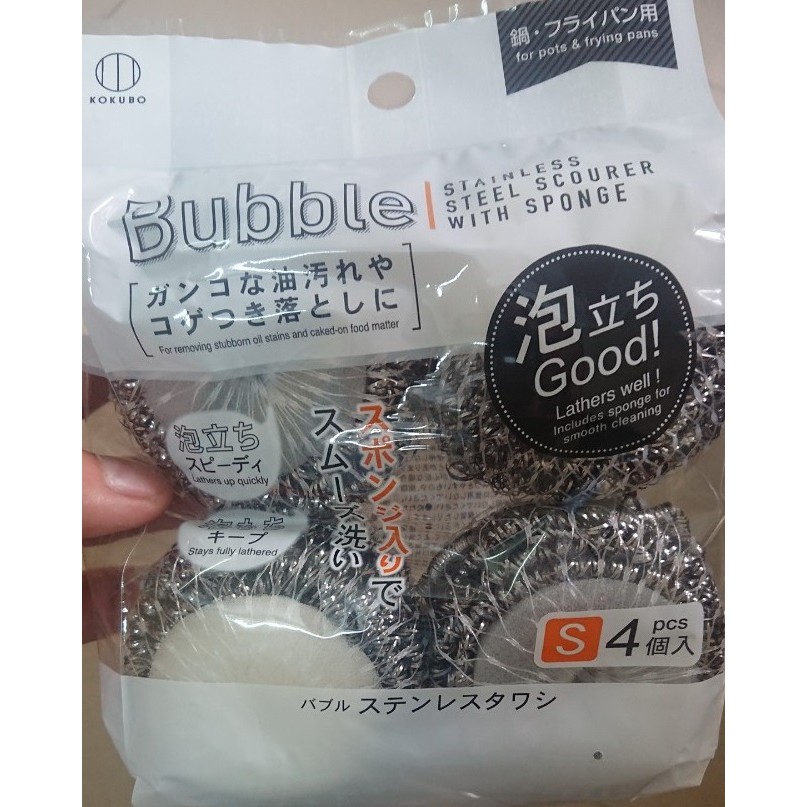 KOKUBO
鍋・フライパン用
for pots & frying pans
Bubble
STAINLESS
STEEL SCOURER
WITH SPONGE
ガンコな油汚れや
コゲつき落としに
For removing stubborn oil stains and caked-on food matter
泡立ち
Good!
Lathers well !
Includes sponge for
smooth cleaning
泡立ち
スピーディ
Lathers up quickly
キープ
Stays fully lathered
スポンジ入りで
スムーズ洗い
S 4 pcs
個入
バブル ステンレスタワシ